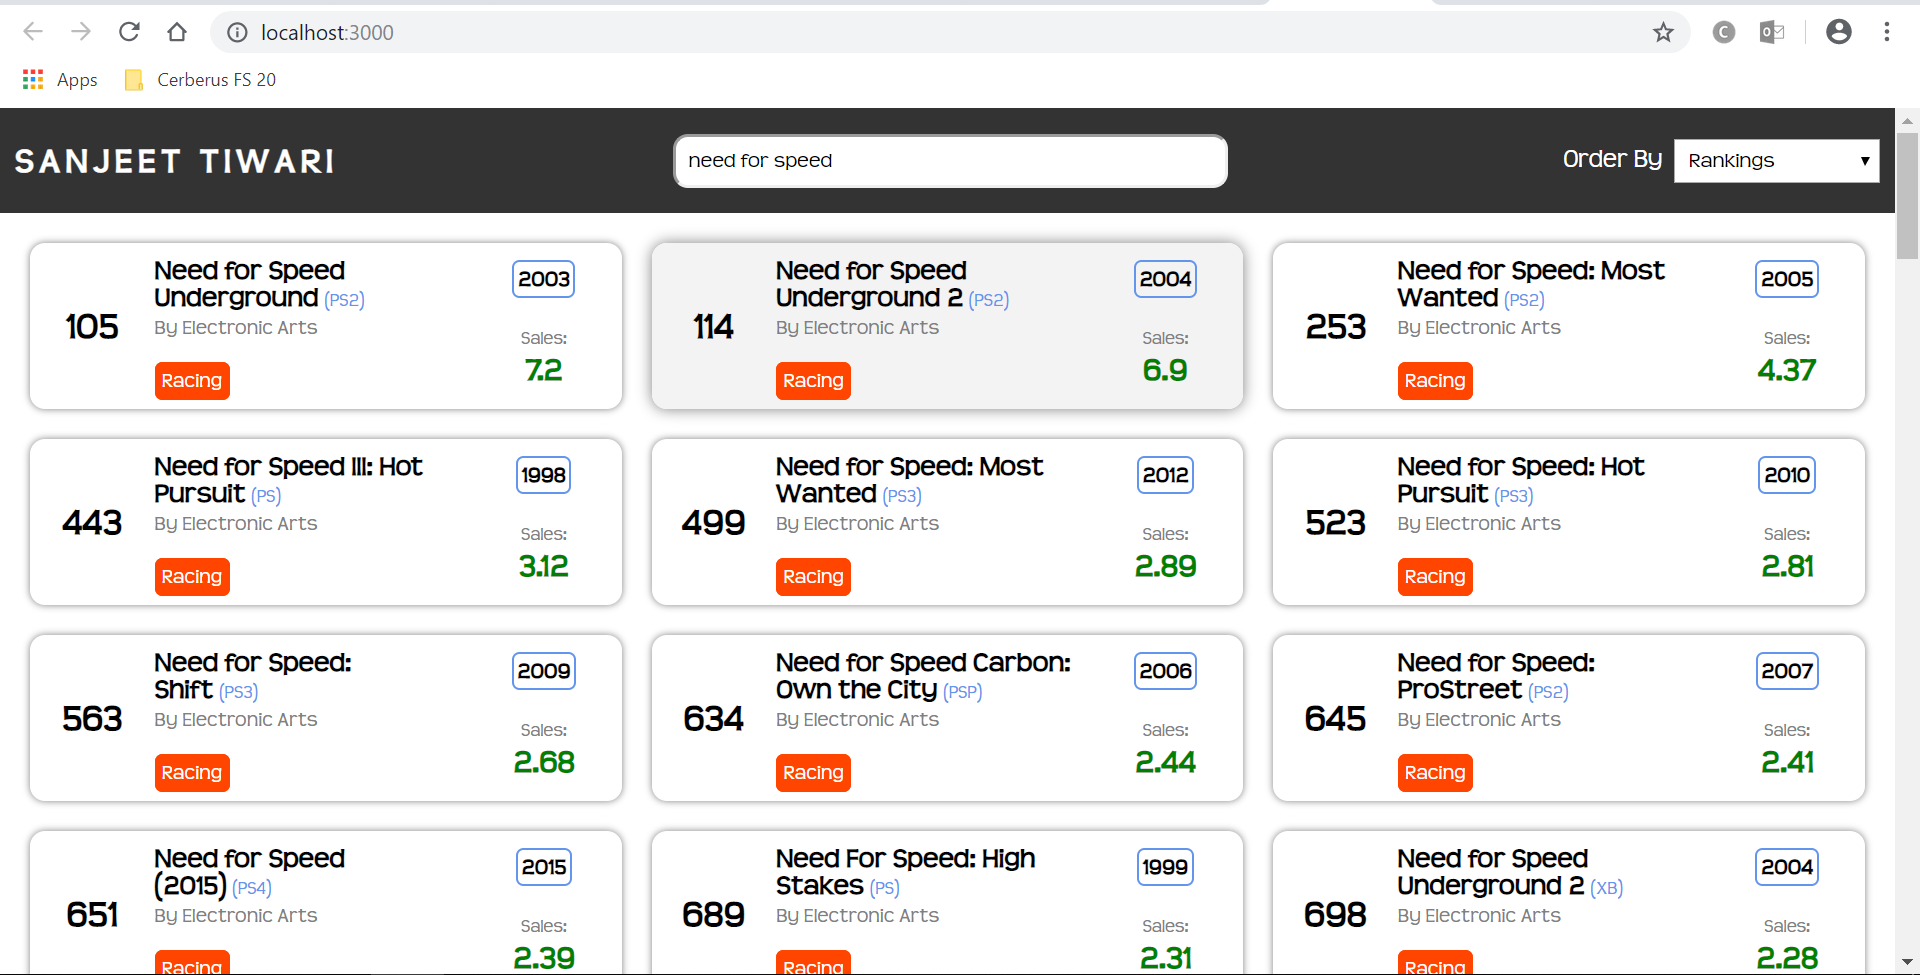 localhost:3000
Apps
Cerberus FS 20
SANJEET TIWARI
need for speed
Order By
Rankings
105
Need for Speed
Underground (PS2)
By Electronic Arts
Racing
2003
Sales:
7.2
114
Need for Speed
Underground 2 (PS2)
By Electronic Arts
Racing
2004
Sales:
6.9
253
Need for Speed: Most
Wanted (PS2)
By Electronic Arts
Racing
2005
Sales:
4.37
443
Need for Speed III: Hot
Pursuit (PS)
By Electronic Arts
Racing
1998
Sales:
3.12
499
Need for Speed: Most
Wanted (PS3)
By Electronic Arts
Racing
2012
Sales:
2.89
523
Need for Speed: Hot
Pursuit (PS3)
By Electronic Arts
Racing
2010
Sales:
2.81
563
Need for Speed:
Shift (PS3)
By Electronic Arts
Racing
2009
Sales:
2.68
634
Need for Speed Carbon:
Own the City (PSP)
By Electronic Arts
Racing
2006
Sales:
2.44
645
Need for Speed:
ProStreet (PS2)
By Electronic Arts
Racing
2007
Sales:
2.41
651
Need for Speed
(2015) (PS4)
By Electronic Arts
Racing
2015
Sales:
2.39
689
Need For Speed: High
Stakes (PS)
By Electronic Arts
Racing
1999
Sales:
2.31
698
Need for Speed
Underground 2 (XB)
By Electronic Arts
Racing
2004
Sales:
2.28